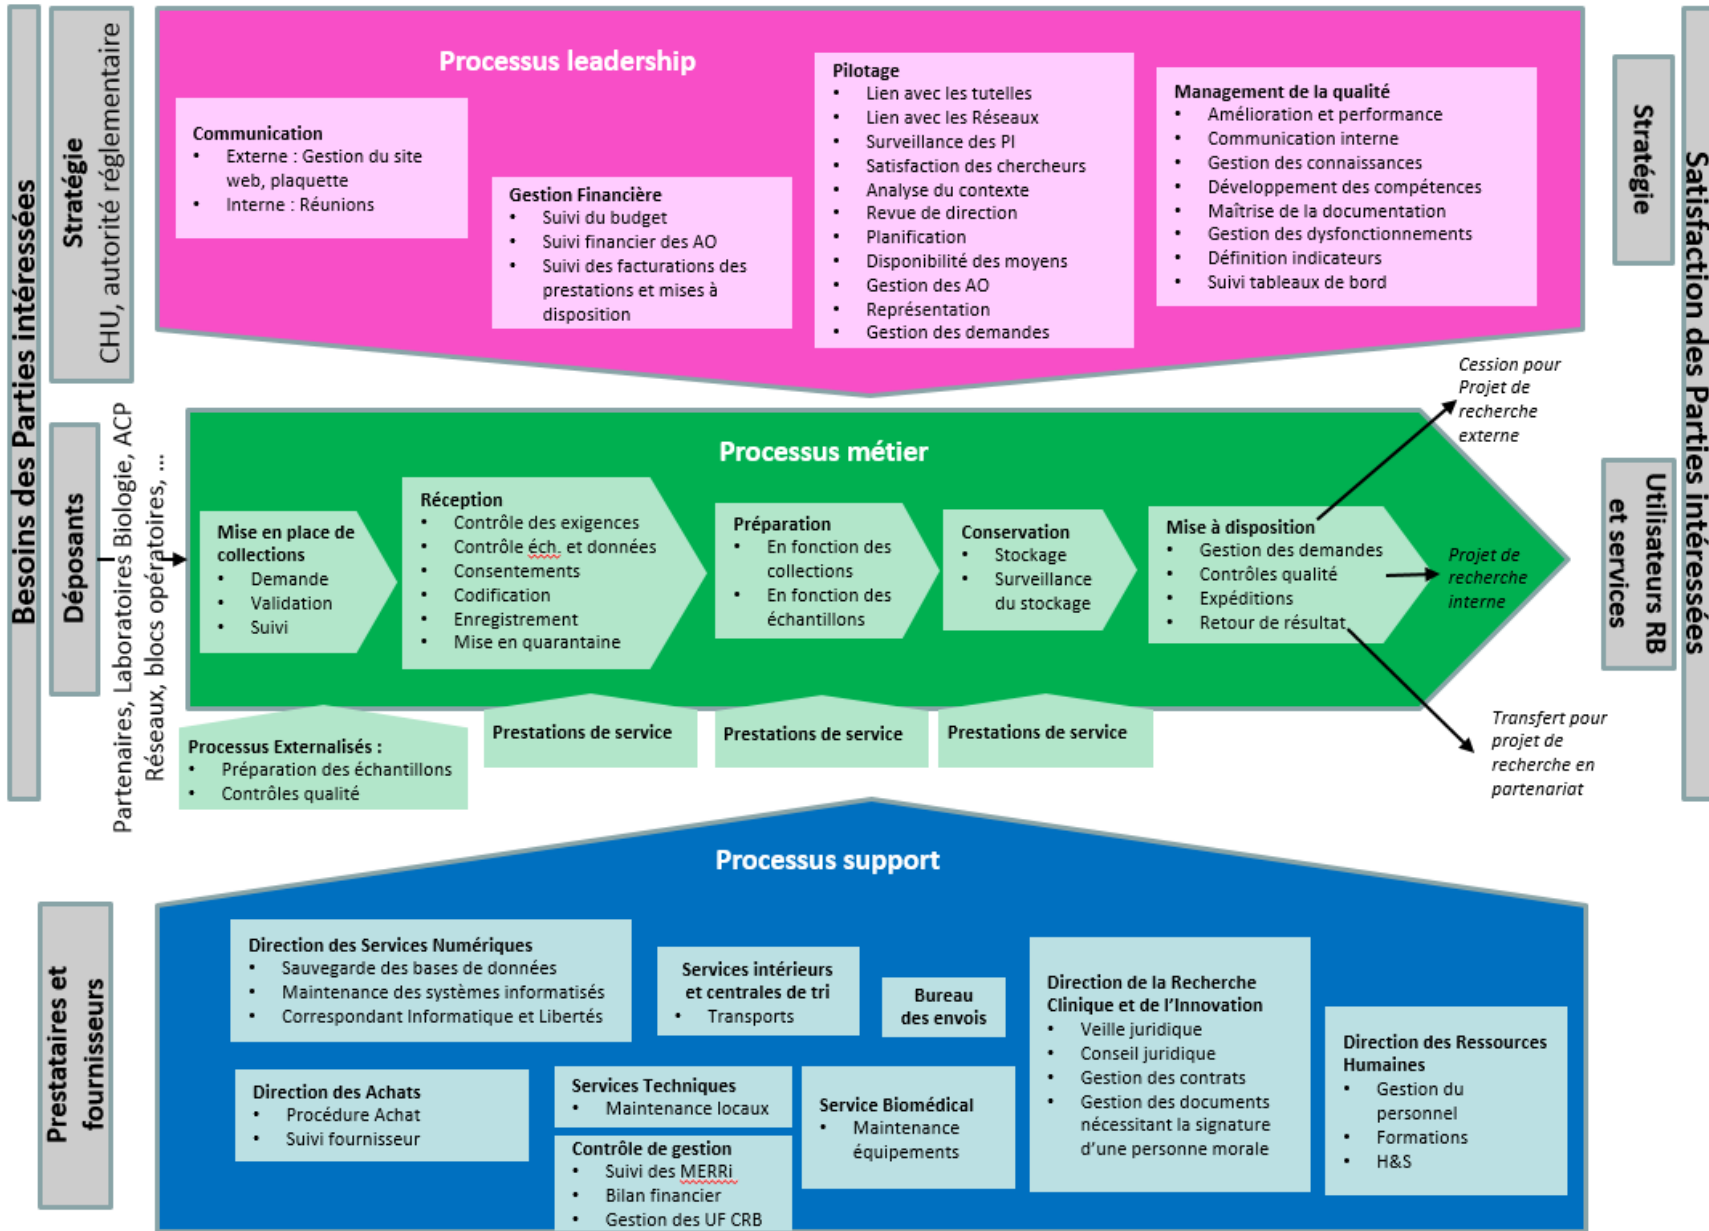 Besoins des Parties intéressées
Stratégie
CHU, autorité réglementaire
Déposants
Partenaires, Laboratoires Biologie, ACP
Réseaux, blocs opératoires, ...
Prestataires et
fournisseurs
Processus leadership
Communication
• Externe : Gestion du site
web, plaquette
• Interne : Réunions
Gestion Financière
• Suivi du budget
• Suivi financier des AO
• Suivi des facturations des
prestations et mises à
disposition
Pilotage
• Lien avec les tutelles
• Lien avec les Réseaux
• Surveillance des PI
• Satisfaction des chercheurs
• Analyse du contexte
• Revue de direction
• Planification
• Disponibilité des moyens
• Gestion des AO
• Représentation
• Gestion des demandes
Management de la qualité
• Amélioration et performance
• Communication interne
• Gestion des connaissances
• Développement des compétences
• Maîtrise de la documentation
• Gestion des dysfonctionnements
• Définition indicateurs
• Suivi tableaux de bord
Processus métier
Mise en place de
collections
• Demande
• Validation
• Suivi
Réception
• Contrôle des exigences
• Contrôle éch. et données
• Consentements
• Codification
• Enregistrement
• Mise en quarantaine
Préparation
• En fonction des
collections
• En fonction des
échantillons
Conservation
• Stockage
• Surveillance
du stockage
Mise à disposition
• Gestion des demandes
• Contrôles qualité
• Expéditions
• Retour de résultat
Cession pour
Projet de
recherche
externe
Projet de
recherche
interne
Transfert pour
projet de
recherche en
partenariat
Processus Externalisés :
• Préparation des échantillons
• Contrôles qualité
Prestations de service
Prestations de service
Prestations de service
Processus support
Direction des Services Numériques
• Sauvegarde des bases de données
• Maintenance des systèmes informatisés
• Correspondant Informatique et Libertés
Services intérieurs
et centrales de tri
• Transports
Bureau
des envois
Direction de la Recherche
Clinique et de l'Innovation
• Veille juridique
• Conseil juridique
• Gestion des contrats
• Gestion des documents
nécessitant la signature
d'une personne morale
Direction des Ressources
Humaines
• Gestion du
personnel
• Formations
• H&S
Direction des Achats
• Procédure Achat
• Suivi fournisseur
Services Techniques
• Maintenance locaux
Contrôle de gestion
• Suivi des MERRi
• Bilan financier
• Gestion des UF CRB
Service Biomédical
• Maintenance
équipements
Stratégie
Utilisateurs RB
et services
Satisfaction des Parties intéressées